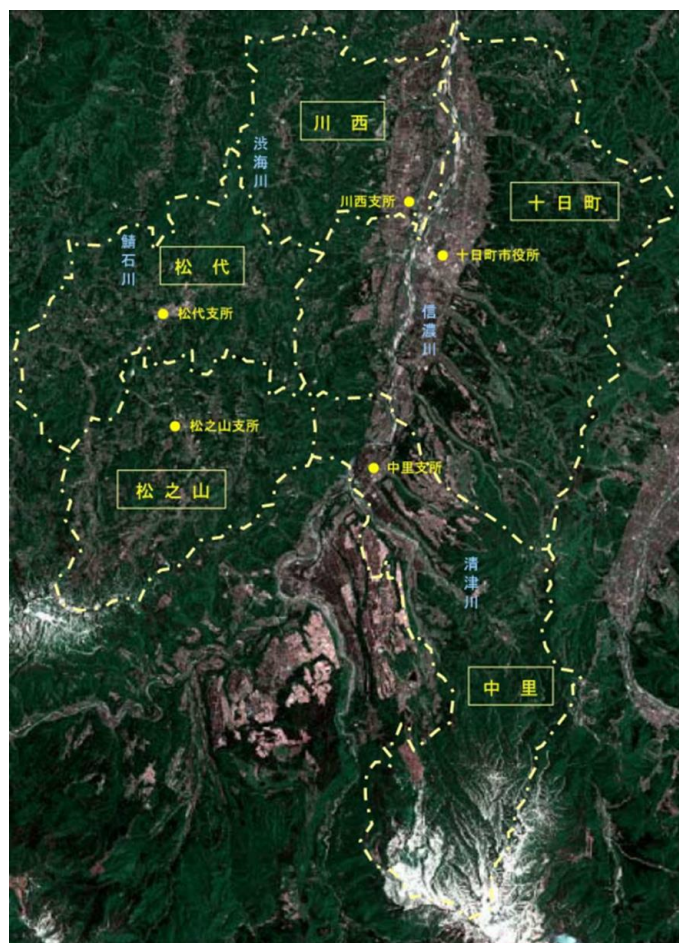 川西
渋海川
川西支所
十日町
鯖石川
松代
十日町市役所
松代支所
信濃川
松之山支所
中里支所
松之山
清津川
中里